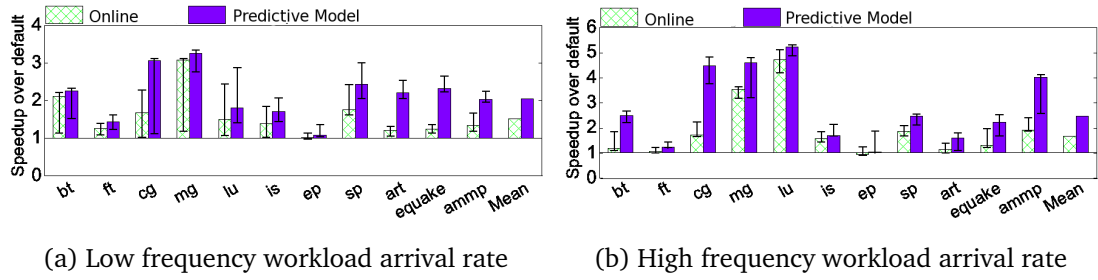 Online Predictive Model
Speedup over default
4
3
2
1
0
bt ft cg mg lu is ep sp art equake ammp Mean
(a) Low frequency workload arrival rate
Online Predictive Model
Speedup over default
6
5
4
3
2
1
0
bt ft cg mg lu is ep sp art equake ammp Mean
(b) High frequency workload arrival rate